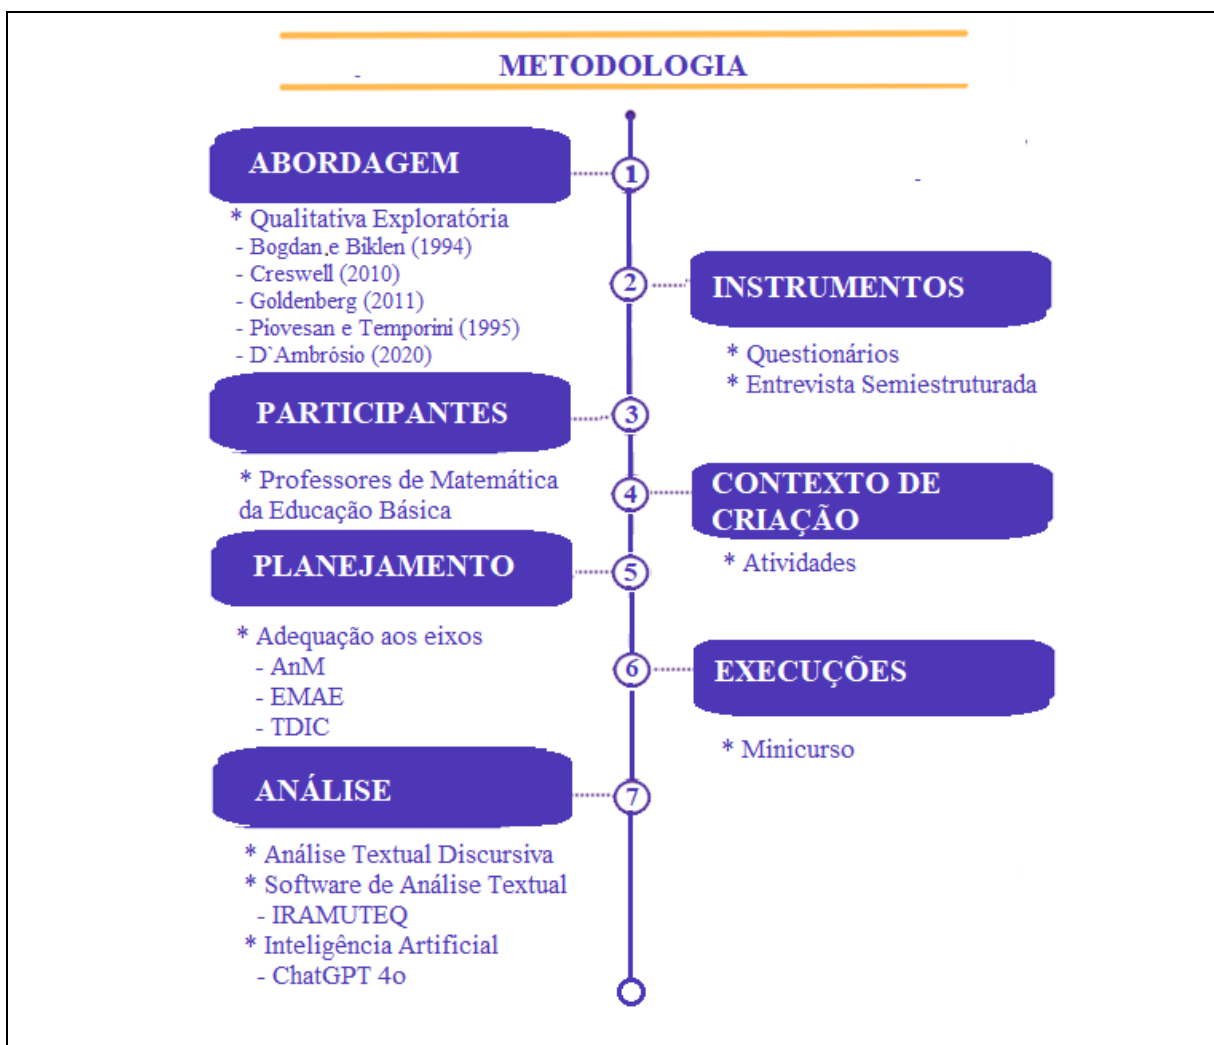 METODOLOGIA
ABORDAGEM
1
* Qualitativa Exploratória
- Bogdan e Biklen (1994)
- Creswell (2010)
- Goldenberg (2011)
- Piovesan e Temporini (1995)
- D`Ambrósio (2020)
2
INSTRUMENTOS
* Questionários
* Entrevista Semiestruturada
PARTICIPANTES
3
* Professores de Matemática
da Educação Básica
4
CONTEXTO DE
CRIAÇÃO
* Atividades
PLANEJAMENTO
5
* Adequação aos eixos
- AnM
- EMAE
- TDIC
6
EXECUÇÕES
* Minicurso
ANÁLISE
7
* Análise Textual Discursiva
* Software de Análise Textual
- IRAMUTEQ
* Inteligência Artificial
- ChatGPT 4o